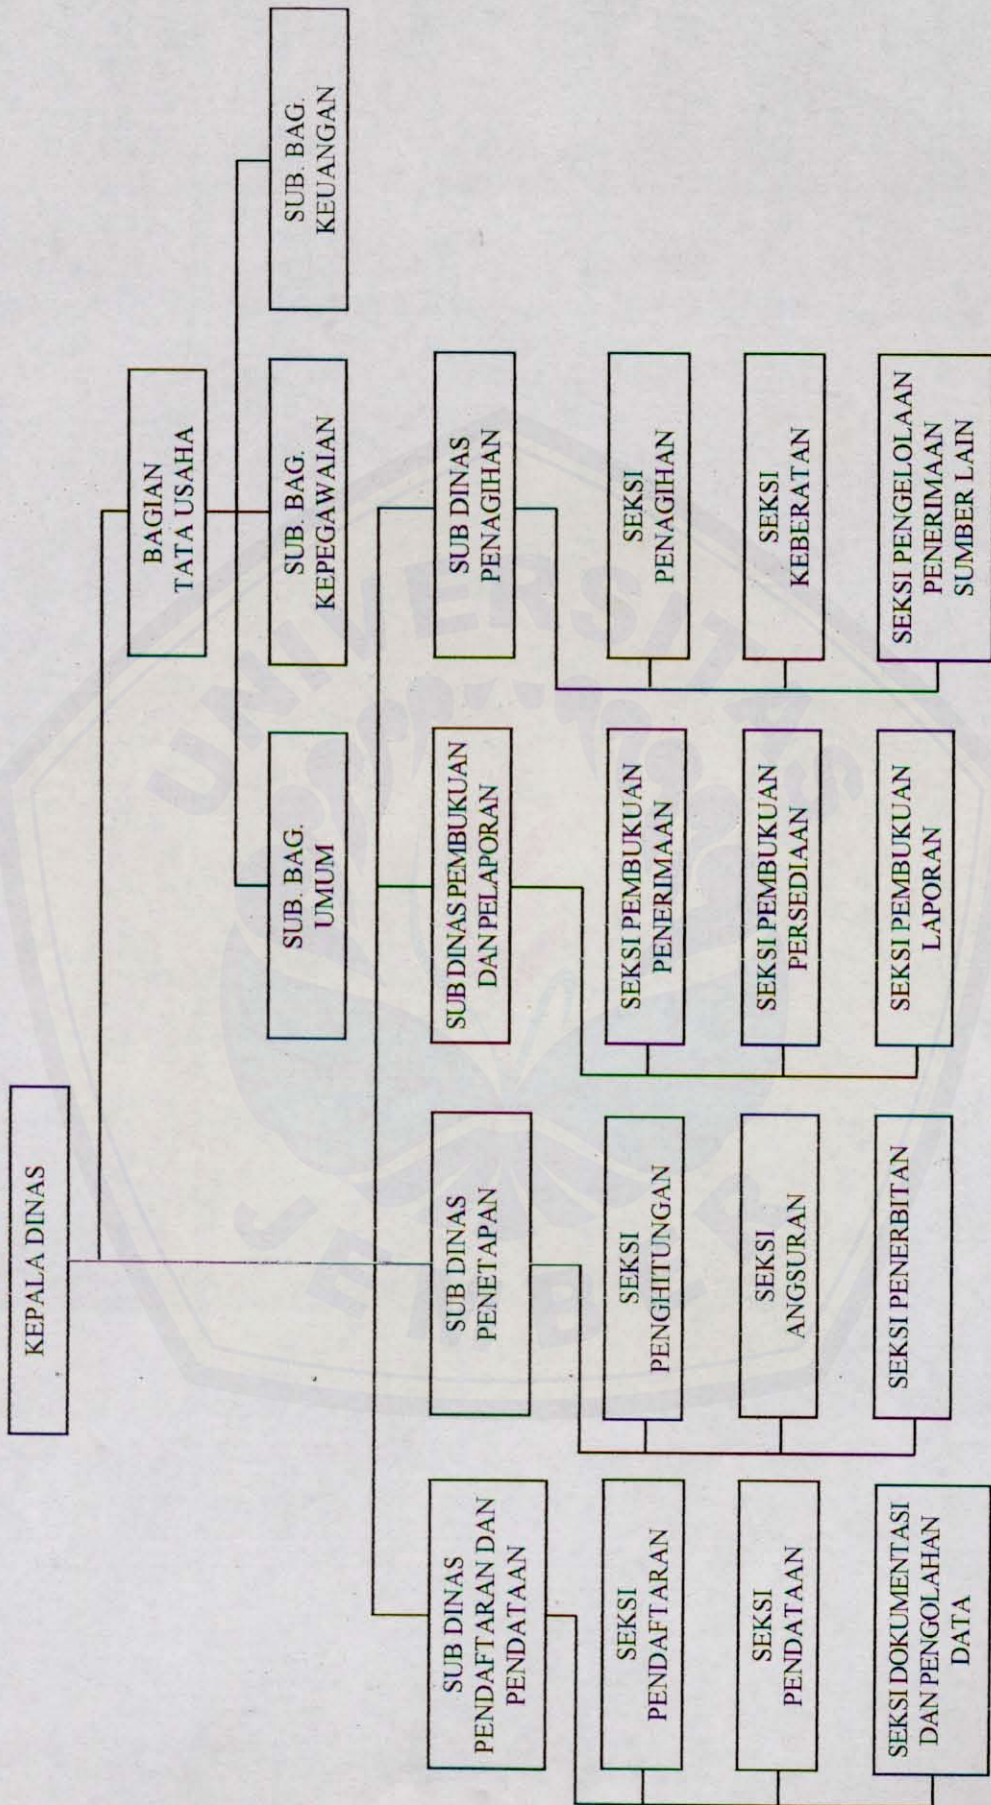 KEPALA DINAS
BAGIAN
TATA USAHA
SUB. BAG.
UMUM
SUB. BAG.
KEPEGAWAIAN
SUB. BAG.
KEUANGAN
SUB DINAS
PENDAFTARAN DAN
PENDATAAN
SUB DINAS
PENETAPAN
SUB DINAS PEMBUKUAN
DAN PELAPORAN
SUB DINAS
PENAGIHAN
SEKSI
PENDAFTARAN
SEKSI
PENGHITUNGAN
SEKSI PEMBUKUAN
PENERIMAAN
SEKSI
PENAGIHAN
SEKSI
PENDATAAN
SEKSI
ANGSURAN
SEKSI PEMBUKUAN
PERSEDIAAN
SEKSI
KEBERATAN
SEKSI DOKUMENTASI
DAN PENGOLAHAN
DATA
SEKSI PENERBITAN
SEKSI PEMBUKUAN
LAPORAN
SEKSI PENGELOLAAN
PENERIMAAN
SUMBER LAIN
UNIVERSITAS
JEMBER